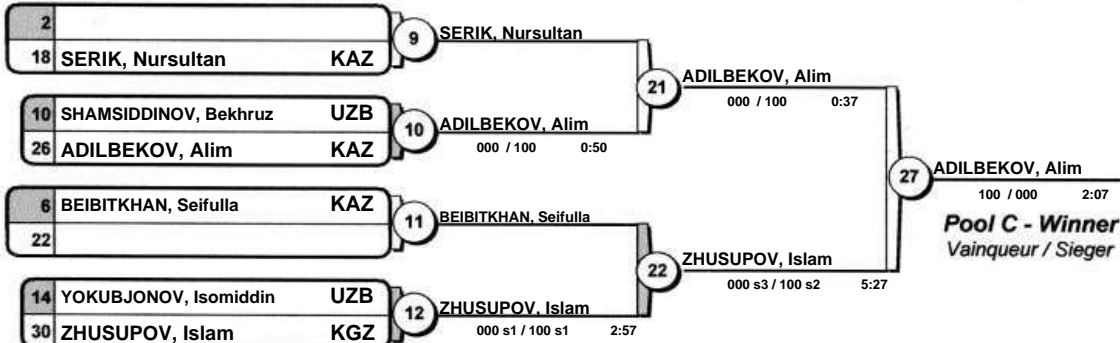 2
18 SERIK, Nursultan KAZ
9 SERIK, Nursultan
10 SHAMSIDDINOV, Bekhruz UZB
26 ADILBEKOV, Alim KAZ
10 ADILBEKOV, Alim
000 / 100 0:50
21 ADILBEKOV, Alim
000 / 100 0:37
6 BEIBITKHAN, Seifulla KAZ
22
11 BEIBITKHAN, Seifulla
14 YOKUBJONOV, Isomiddin UZB
30 ZHUSUPOV, Islam KGZ
12 ZHUSUPOV, Islam
000 s1 / 100 s1 2:57
22 ZHUSUPOV, Islam
000 s3 / 100 s2 5:27
27 ADILBEKOV, Alim
100 / 000 2:07
Pool C - Winner
Vainqueur / Sieger